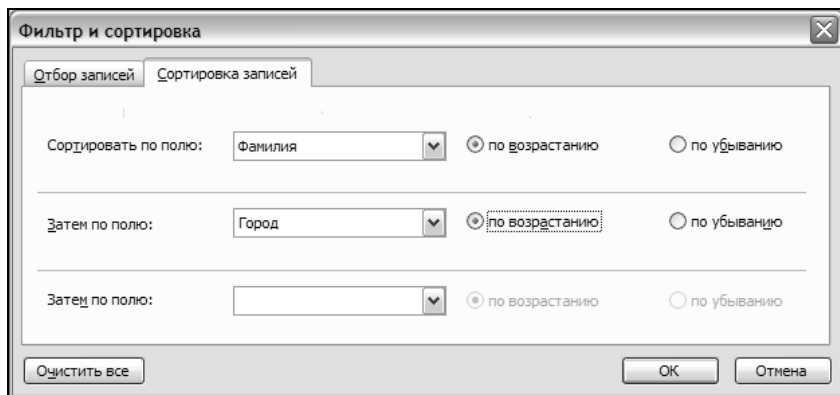 Фильтр и сортировка
Отбор записей Сортировка записей
Сортировать по полю: Фамилия по возрастанию по убыванию
Затем по полю: Город по возрастанию по убыванию
Затем по полю: по возрастанию по убыванию
Очистить все ОК Отмена